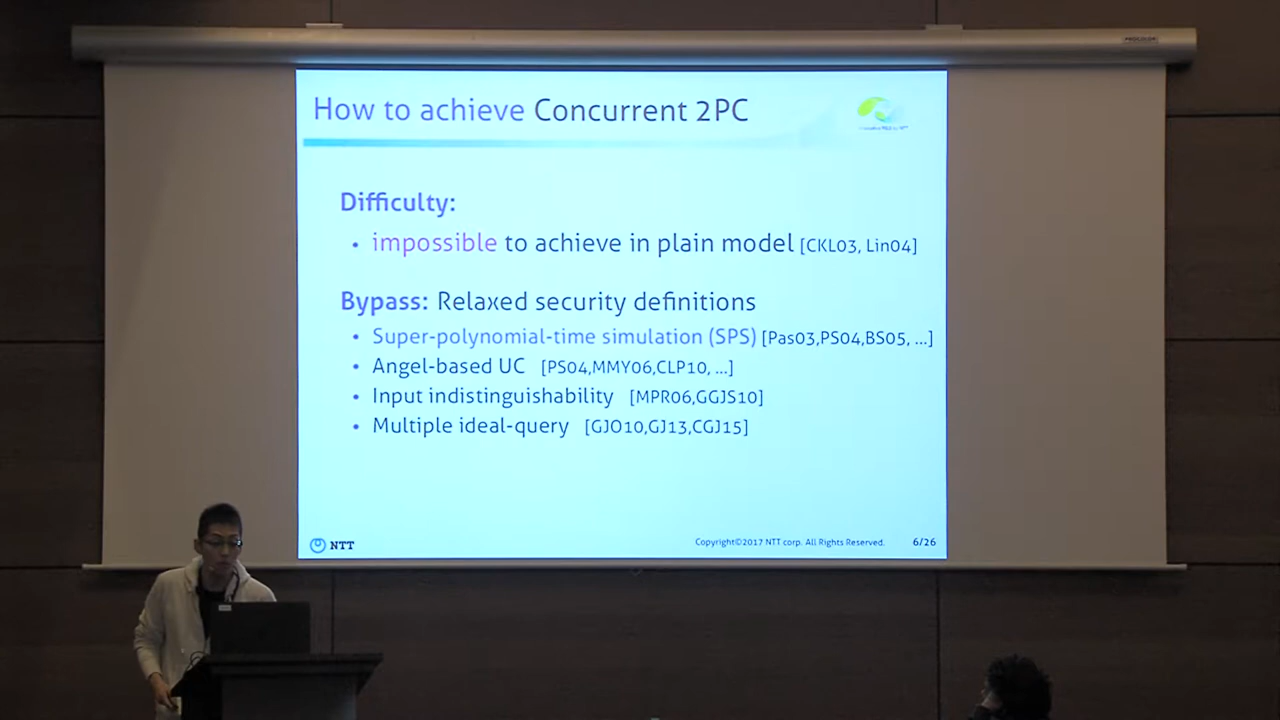 How to achieve Concurrent 2PC
Difficulty:
• impossible to achieve in plain model [CKL03, Lin04]
Bypass: Relaxed security definitions
• Super-polynomial-time simulation (SPS) [Pas03,PS04,BS05, ...]
• Angel-based UC [PS04,MMY06,CLP10, ...]
• Input indistinguishability [MPR06,GGJS10]
• Multiple ideal-query [GJO10,GJ13,CGJ15]
NTT
Copyright©2017 NTT corp. All Rights Reserved.
6/26